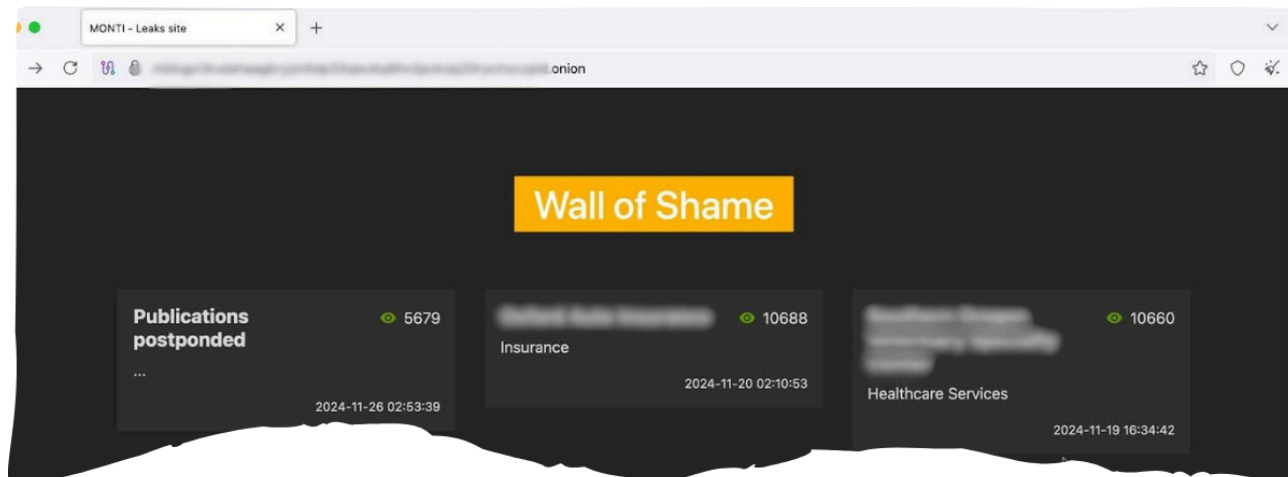 MONTI - Leaks site
.onion
Wall of Shame
Publications
postponded
5679
...
2024-11-26 02:53:39
10688
Insurance
2024-11-20 02:10:53
10660
Healthcare Services
2024-11-19 16:34:42